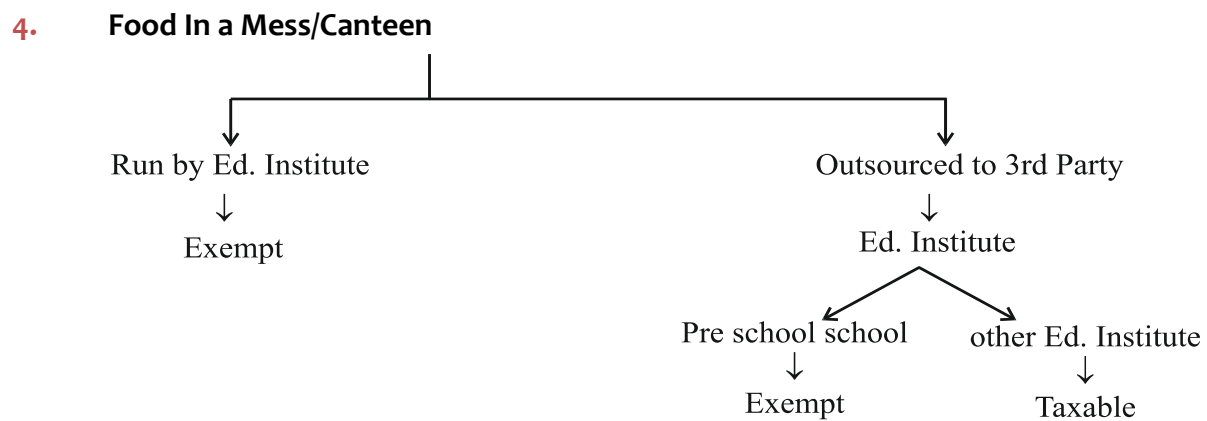 4. Food In a Mess/Canteen
Run by Ed. Institute
Outsourced to 3rd Party
Exempt
Ed. Institute
Pre school school
other Ed. Institute
Exempt
Taxable